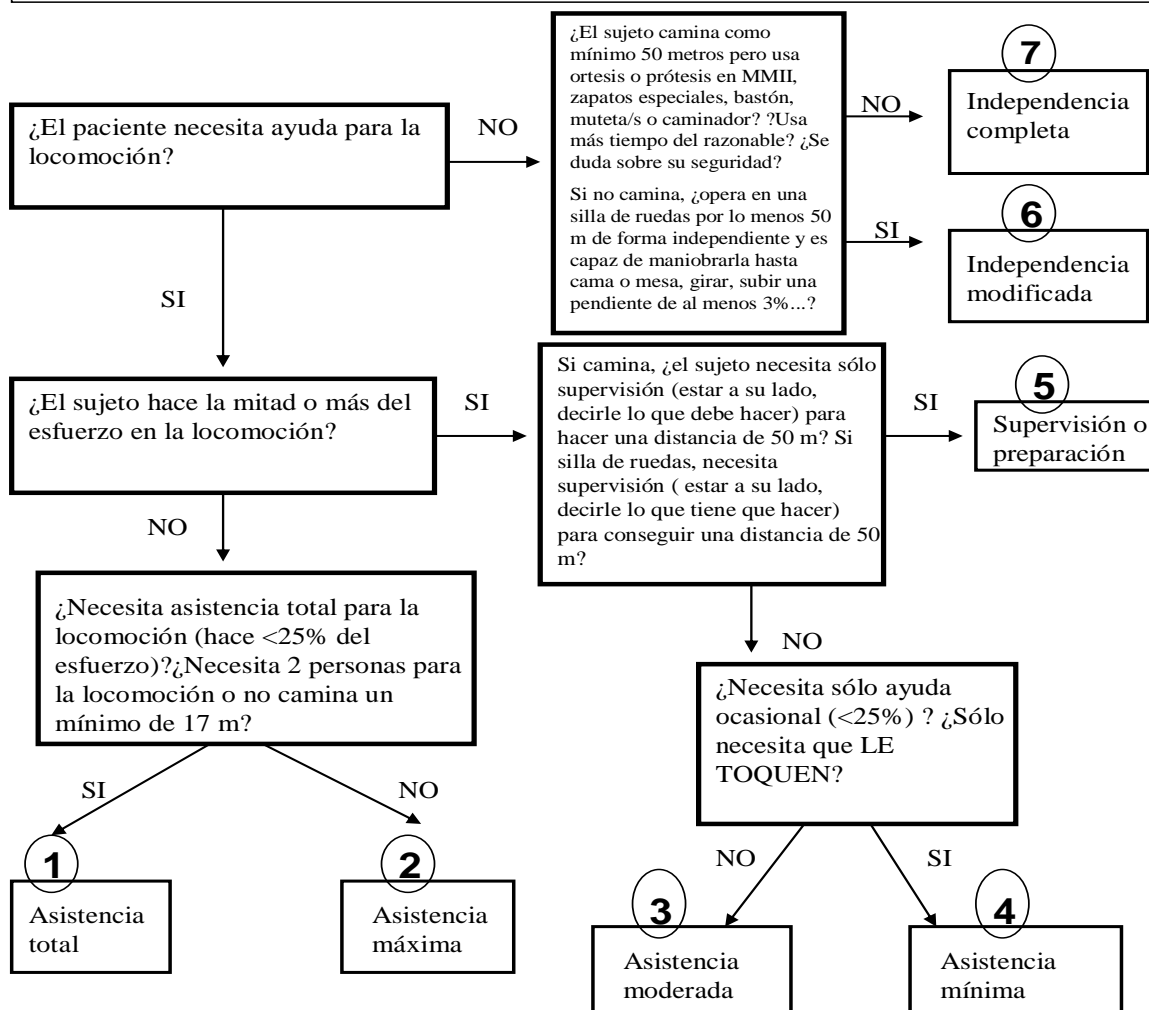 ¿El paciente necesita ayuda para la
locomoción?
NO
¿El sujeto camina como
mínimo 50 metros pero usa
ortesis o prótesis en MMII,
zapatos especiales, bastón,
muteta/s o caminador? ?Usa
más tiempo del razonable? ¿Se
duda sobre su seguridad?
Si no camina, ¿opera en una
silla de ruedas por lo menos 50
m de forma independiente y es
capaz de maniobrarla hasta
cama o mesa, girar, subir una
pendiente de al menos 3%...?
NO
7
Independencia
completa
SI
6
Independencia
modificada
SI
¿El sujeto hace la mitad o más del
esfuerzo en la locomoción?
SI
Si camina, ¿el sujeto necesita sólo
supervisión (estar a su lado,
decirle lo que debe hacer) para
hacer una distancia de 50 m? Si
silla de ruedas, necesita
supervisión ( estar a su lado,
decirle lo que tiene que hacer)
para conseguir una distancia de 50
m?
SI
5
Supervisión o
preparación
NO
¿Necesita asistencia total para la
locomoción (hace <25% del
esfuerzo)?¿Necesita 2 personas para
la locomoción o no camina un
mínimo de 17 m?
NO
¿Necesita sólo ayuda
ocasional (<25%) ? ¿Sólo
necesita que LE
TOQUEN?
SI
NO
1
Asistencia
total
2
Asistencia
máxima
NO
SI
3
Asistencia
moderada
4
Asistencia
mínima